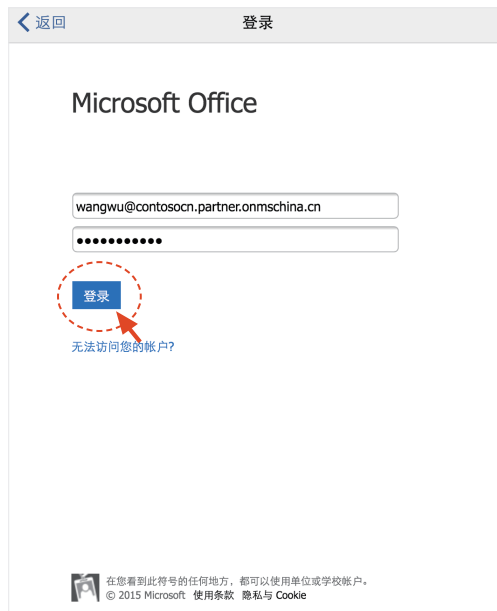 返回 登录
Microsoft Office
wangwu@contosocn.partner.onmschina.cn
●●●●●●●●●●●
登录
无法访问您的帐户?
在您看到此符号的任何地方，都可以使用单位或学校帐户。
© 2015 Microsoft 使用条款 隐私与 Cookie